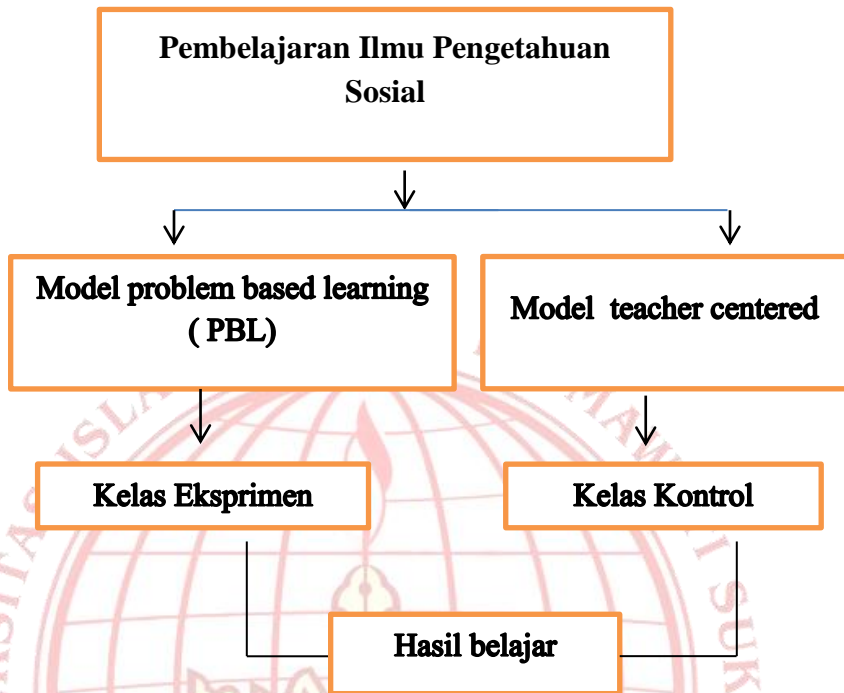 Pembelajaran Ilmu Pengetahuan
Sosial
Model problem based learning
( PBL)
Model teacher centered
Kelas Eksprimen
Kelas Kontrol
Hasil belajar